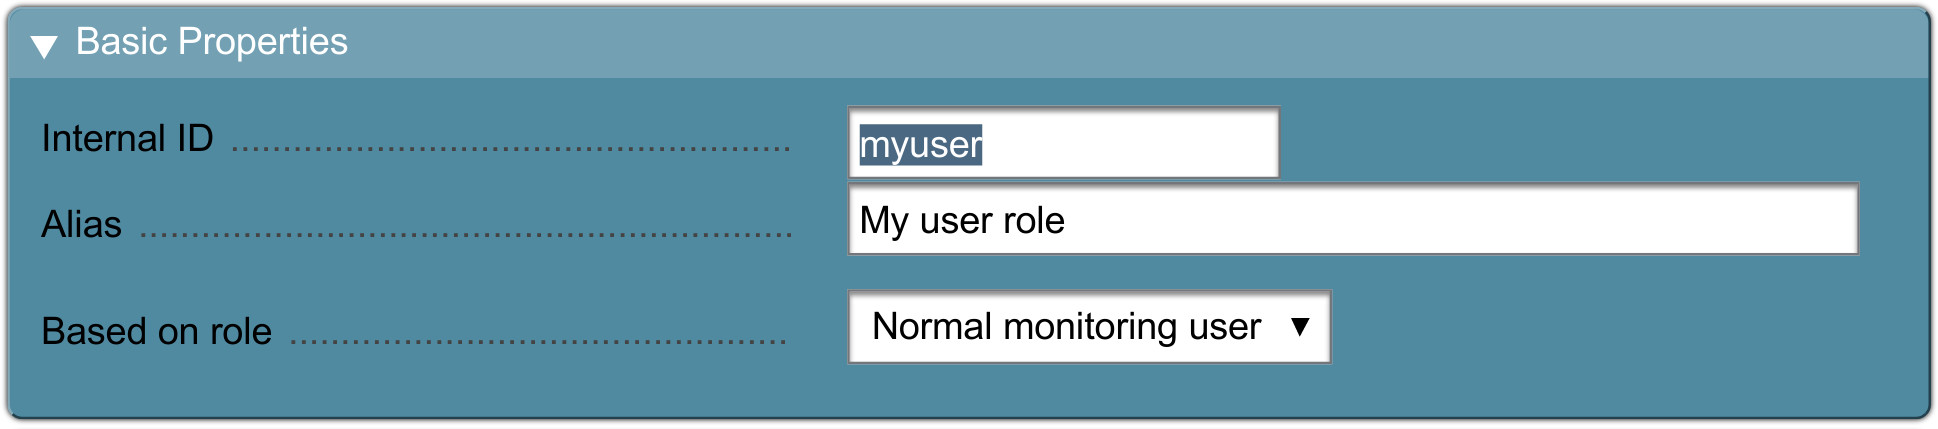 Basic Properties
Internal ID myuser
Alias My user role
Based on role Normal monitoring user